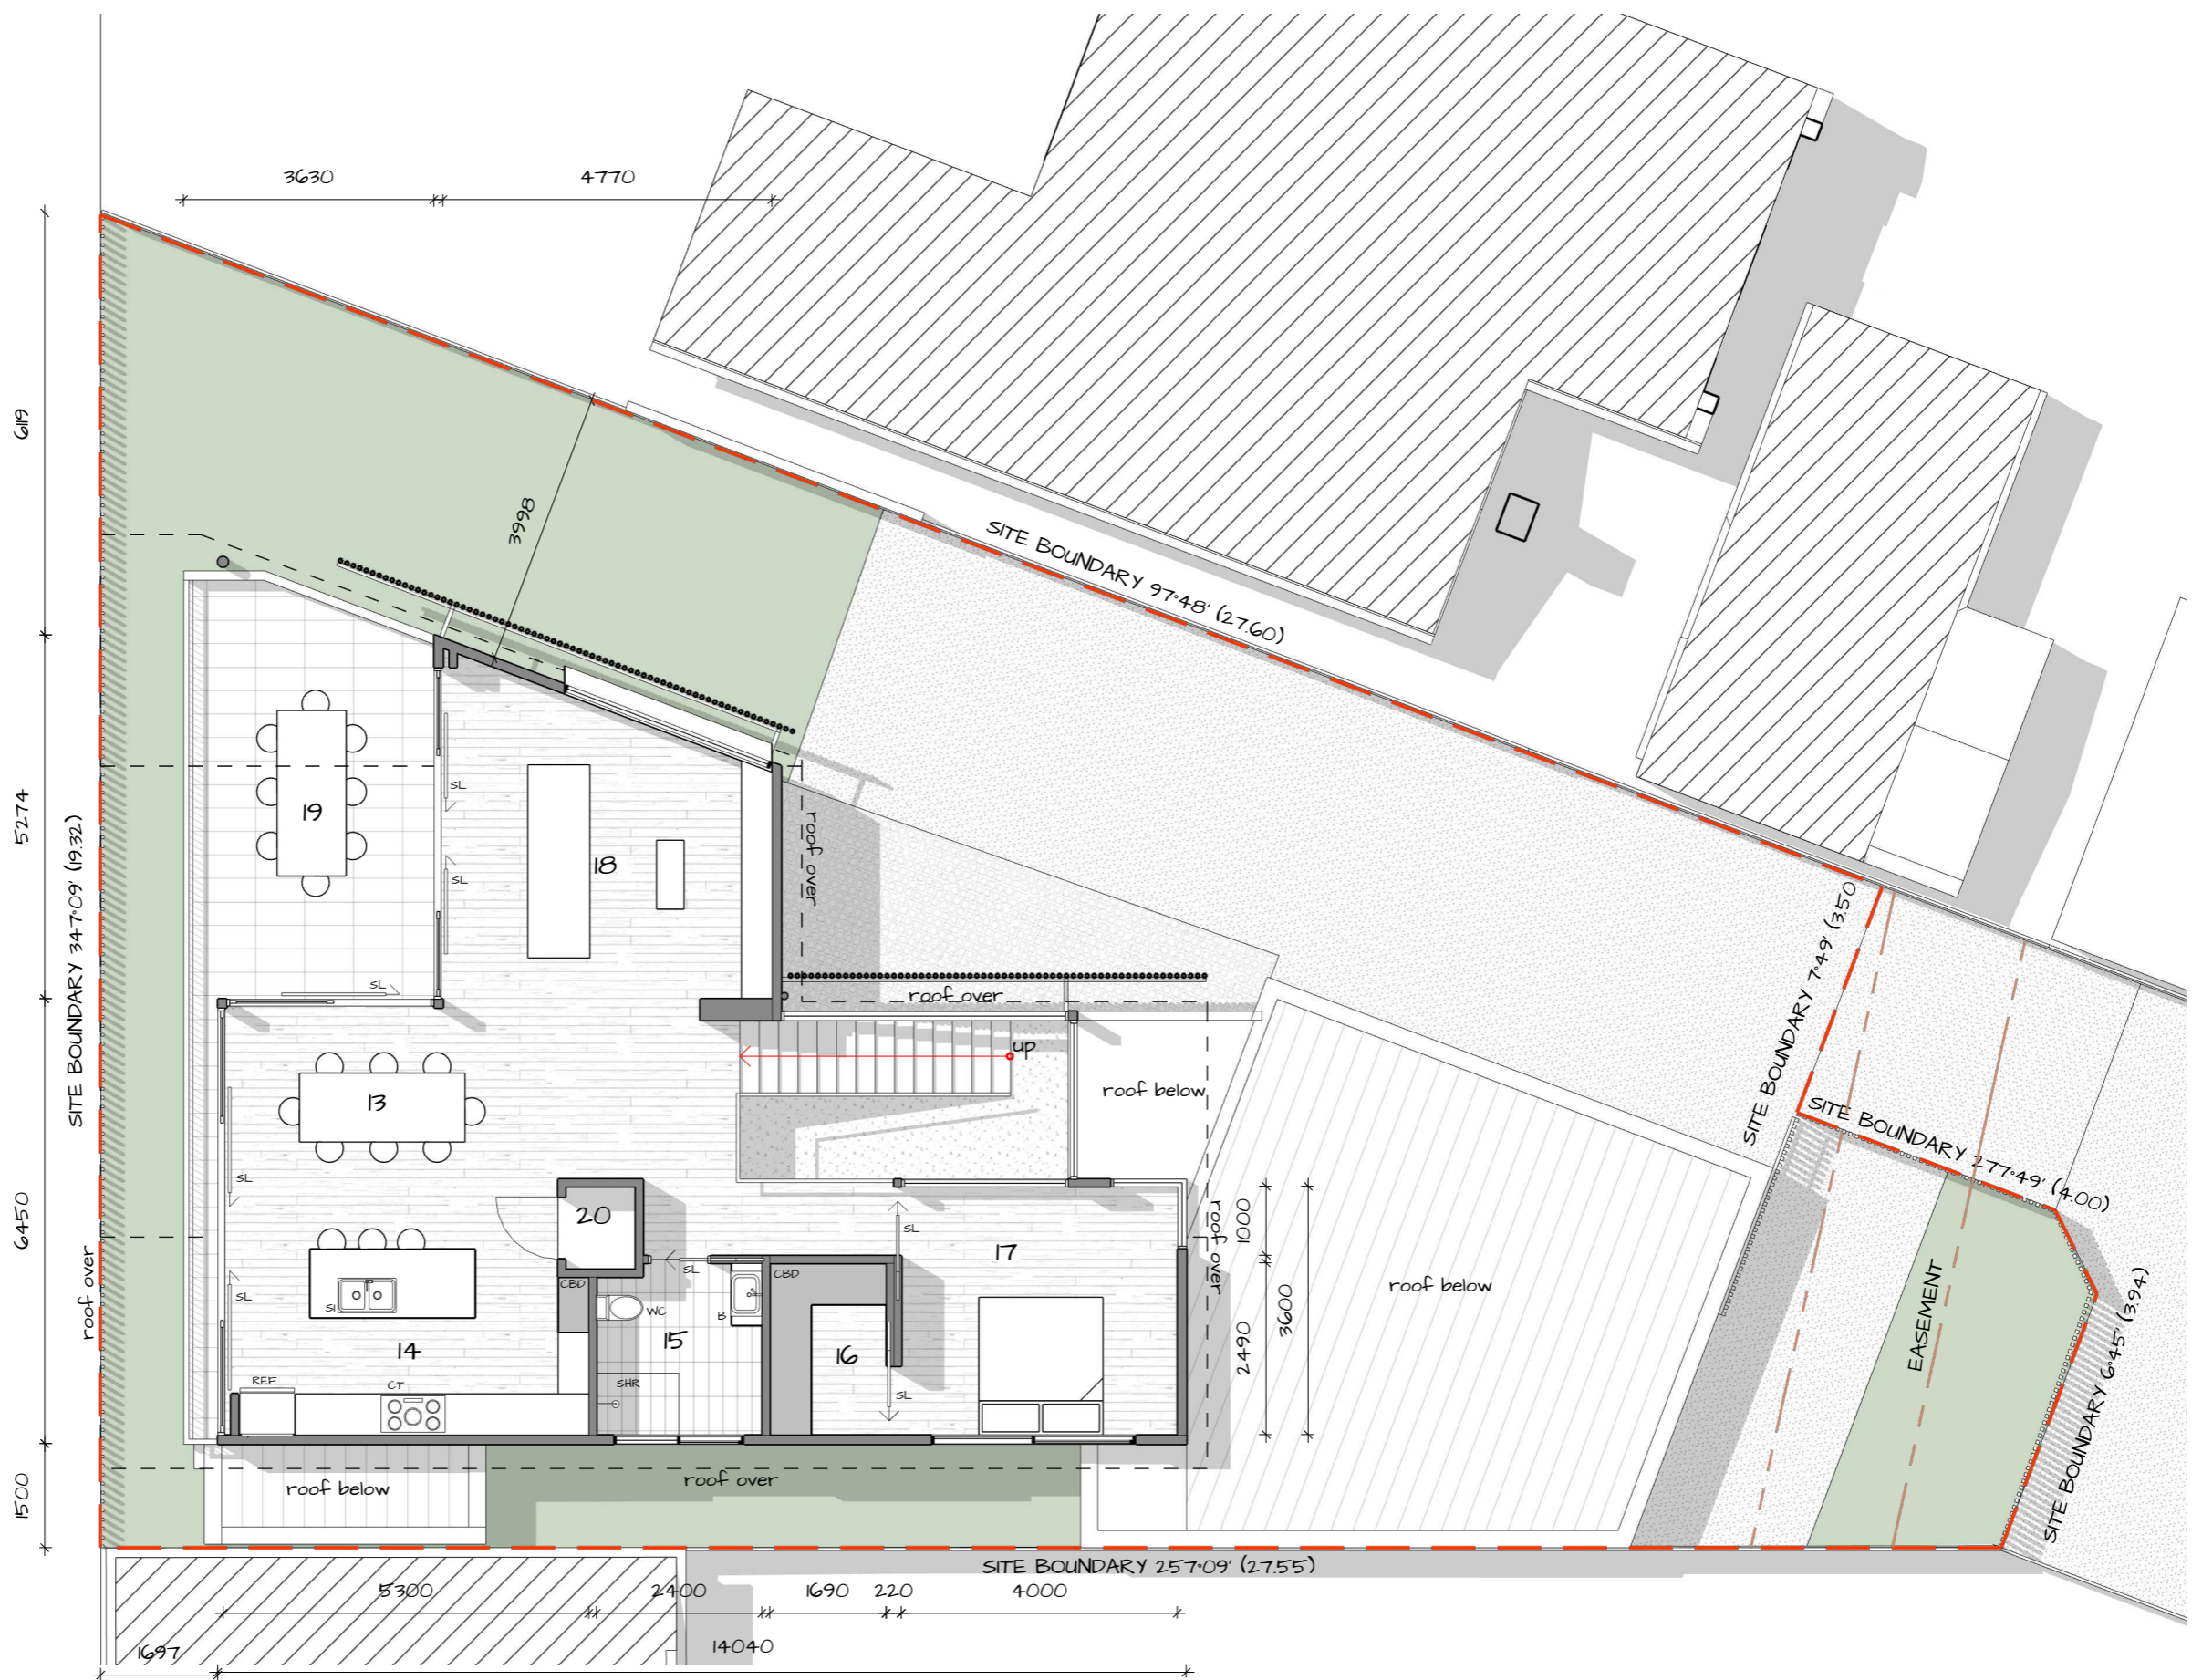 3630
4770
6119
3998
SITE BOUNDARY 97°48' (27.60)
5274
SITE BOUNDARY 347°09' (19.32)
19
SL
18
SL
roof over
SL
roof over
up
13
roof below
SITE BOUNDARY 7°49' (3.50
SITE BOUNDARY 277°49' (4.00)
SL
6450
20
SL
17
roof over
1000
roof over
SL
CBD
SL
CBD
3600
roof below
EASEMENT
SI
WC
B
15
16
2490
14
SITE BOUNDARY 6°45' (3.94)
REF
CT
SHR
SL
1500
roof below
roof over
SITE BOUNDARY 257°09' (27.55)
5300
2400
1690
220
4000
1697
14040